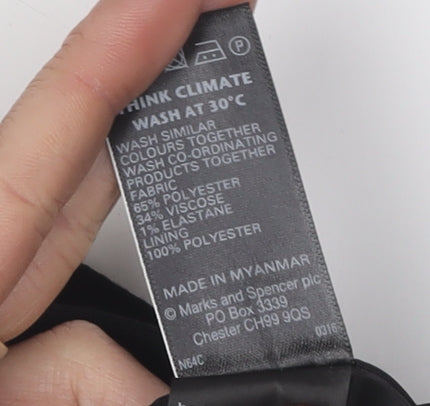 P
THINK CLIMATE
WASH AT 30°C
WASH SIMILAR
COLOURS TOGETHER
WASH CO-ORDINATING
PRODUCTS TOGETHER
FABRIC
65% POLYESTER
34% VISCOSE
1% ELASTANE
LINING
100% POLYESTER
MADE IN MYANMAR
© Marks and Spencer plc
PO Box 3339
Chester CH99 9QS
0316
N64C